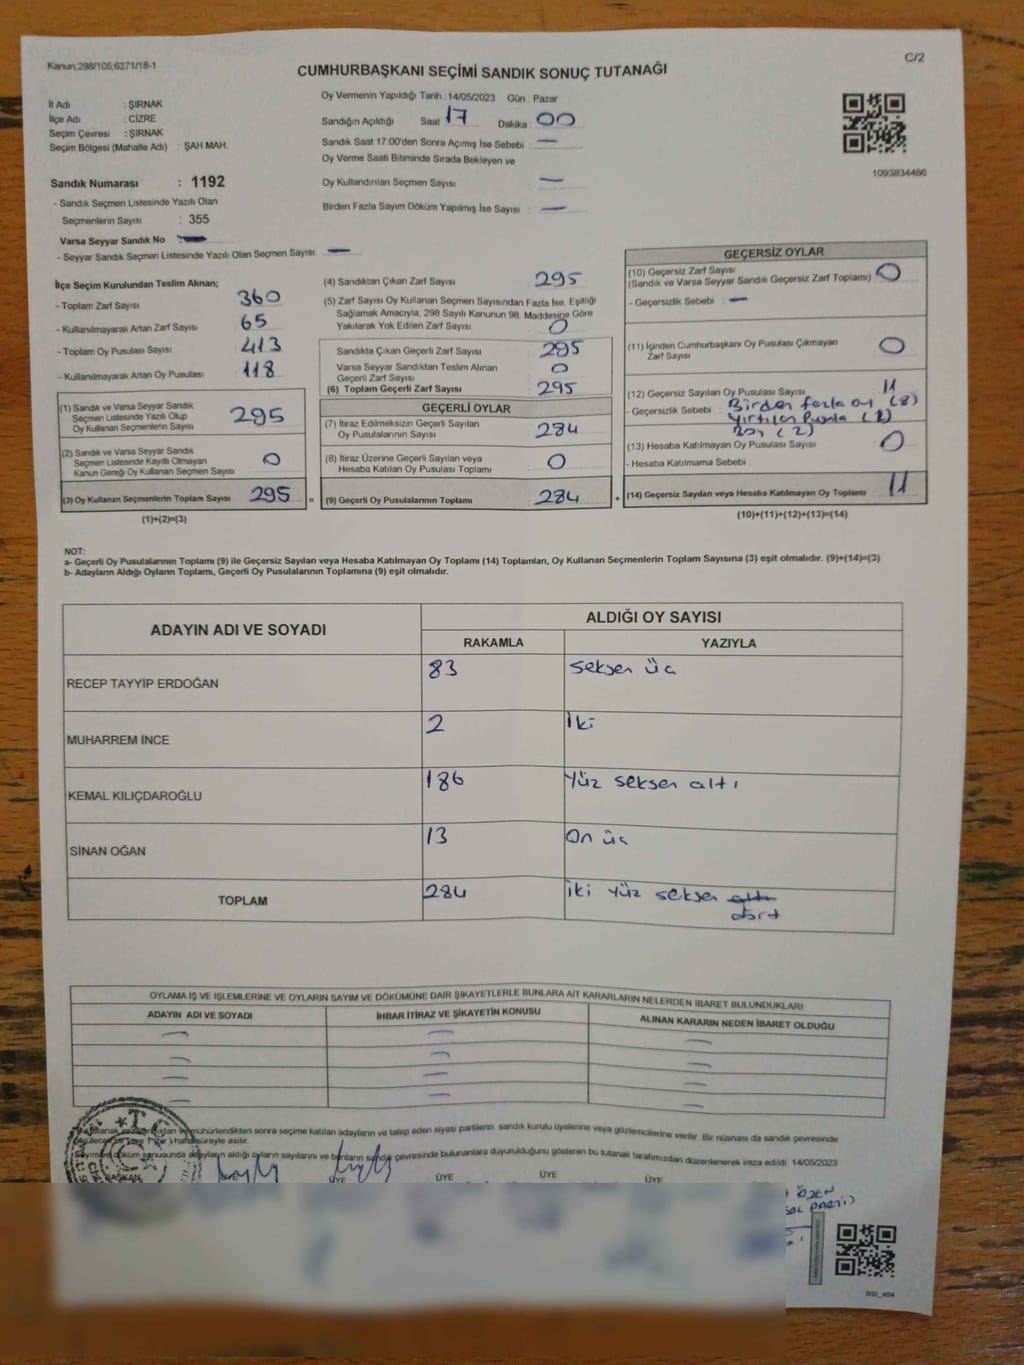 Kanun;298/105;6271/18-1
C/2
CUMHURBAŞKANI SEÇİMİ SANDIK SONUÇ TUTANAĞI
İl Adı : ŞIRNAK
İlçe Adı : CİZRE
Seçim Çevresi : ŞIRNAK
Seçim Bölgesi (Mahalle Adı) : ŞAH MAH.
Sandık Numarası : 1192
- Sandık Seçmen Listesinde Yazılı Olan
Seçmenlerin Sayısı : 355
Varsa Seyyar Sandık No :
- Seyyar Sandık Seçmen Listesinde Yazılı Olan Seçmen Sayısı: —
Oy Vermenin Yapıldığı Tarih : 14/05/2023 Gün : Pazar
Sandığın Açıldığı Saat 17 Dakika 00
Sandık Saat 17:00'den Sonra Açımış İse Sebebi : —
Oy Verme Saati Bitiminde Sırada Bekleyen ve
Oy Kullandırılan Seçmen Sayısı : —
Birden Fazla Sayım Döküm Yapılmış İse Sayısı : —
1093834466
İlçe Seçim Kurulundan Teslim Alınan;
- Toplam Zarf Sayısı : 360
- Kullanılmayarak Artan Zarf Sayısı : 65
- Toplam Oy Pusulası Sayısı : 413
- Kullanılmayarak Artan Oy Pusulası : 118
(1) Sandık ve Varsa Seyyar Sandık
Seçmen Listesinde Yazılı Olup
Oy Kullanan Seçmenlerin Sayısı 295
(2) Sandık ve Varsa Seyyar Sandık
Seçmen Listesinde Kayıtlı Olmayan
Kanun Gereği Oy Kullanan Seçmen Sayısı 0
(3) Oy Kullanan Seçmenlerin Toplam Sayısı 295 =
(1)+(2)=(3)
(4) Sandıktan Çıkan Zarf Sayısı : 295
(5) Zarf Sayısı Oy Kullanan Seçmen Sayısından Fazla İse, Eşitliği
Sağlamak Amacıyla, 298 Sayılı Kanunun 98. Maddesine Göre
Yakılarak Yok Edilen Zarf Sayısı : 0
Sandıkta Çıkan Geçerli Zarf Sayısı : 295
Varsa Seyyar Sandıktan Teslim Alınan
Geçerli Zarf Sayısı : 0
(6) Toplam Geçerli Zarf Sayısı : 295
GEÇERLİ OYLAR
(7) İtiraz Edilmeksizin Geçerli Sayılan
Oy Pusulalarının Sayısı 284
(8) İtiraz Üzerine Geçerli Sayılan veya
Hesaba Katılan Oy Pusulası Toplamı 0
(9) Geçerli Oy Pusulalarının Toplamı 284 +
GEÇERSİZ OYLAR
(10) Geçersiz Zarf Sayısı
(Sandık ve Varsa Seyyar Sandık Geçersiz Zarf Toplamı) : 0
- Geçersizlik Sebebi : —
(11) İçinden Cumhurbaşkanı Oy Pusulası Çıkmayan
Zarf Sayısı 0
(12) Geçersiz Sayılan Oy Pusulası Sayısı : 11
Geçersizlik Sebebi : Birden fazla oy (8)
(2)
(13) Hesaba Katılmayan Oy Pusulası Sayısı : 0
- Hesaba Katılmama Sebebi :
(14) Geçersiz Sayılan veya Hesaba Katılmayan Oy Toplamı 11
(10)+(11)+(12)+(13)=(14)
NOT:
a- Geçerli Oy Pusulalarının Toplamı (9) ile Geçersiz Sayılan veya Hesaba Katılmayan Oy Toplamı (14) Toplamları, Oy Kullanan Seçmenlerin Toplam Sayısına (3) eşit olmalıdır. (9)+(14)=(3)
b- Adayların Aldığı Oyların Toplamı, Geçerli Oy Pusulalarının Toplamına (9) eşit olmalıdır.
ADAYIN ADI VE SOYADI
ALDIĞI OY SAYISI
RAKAMLA YAZIYLA
RECEP TAYYİP ERDOĞAN 83 seksen üç
MUHARREM İNCE 2 iki
KEMAL KILIÇDAROĞLU 186 Yüz seksen altı
SİNAN OĞAN 13 On üç
TOPLAM 284 iki yüz seksen altı
dört
OYLAMA İŞ VE İŞLEMLERİNE VE OYLARIN SAYIM VE DÖKÜMÜNE DAİR ŞİKAYETLERLE BUNLARA AİT KARARLARIN NELERDEN İBARET BULUNDUKLARI
ADAYIN ADI VE SOYADI İHBAR İTİRAZ VE ŞİKAYETİN KONUSU ALINAN KARARIN NEDEN İBARET OLDUĞU
— — —
— — —
— — —
— — —
mühürlendikten sonra seçime katılan adayların ve talep eden siyasi partilerin sandık kurulu üyelerine veya gözlemcilerine verilir. Bir nüshası da sandık çevresinde
süreyle asılır.
döküm sonucunda adayların aldığı oyların sayılarını ve bunların sandık çevresinde bulunanlara duyurulduğunu gösteren bu tutanak tarafımızdan düzenlenerek imza edildi. 14/05/2023
BAŞKAN ÜYE ÜYE ÜYE ÜYE
ÖZEN
SSI_404